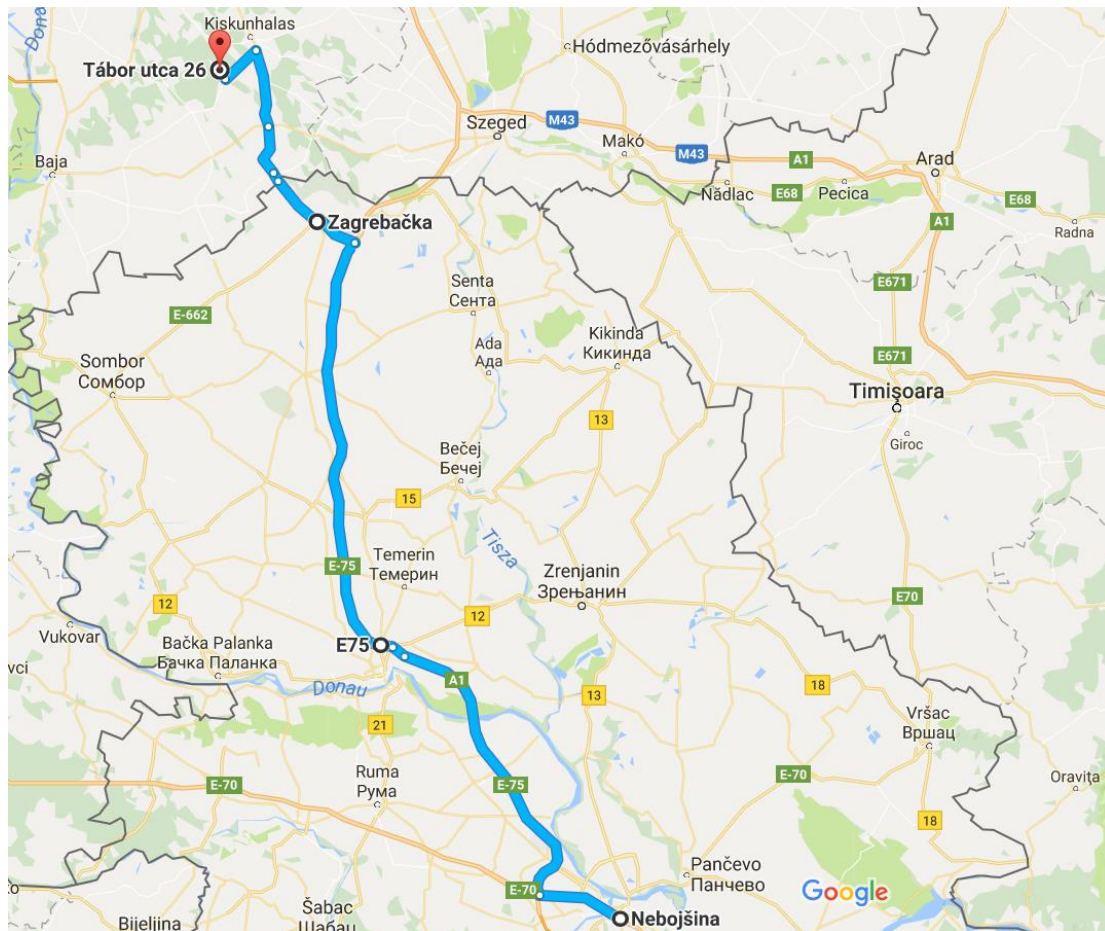 Kiskunhalas
Donau
Hódmezővásárhely
Tábor utca 26
Szeged
M43
Makó
M43
A1
Arad
Baja
Nădlac
E68
Pecica
E68
Radna
A1
Zagrebačka
Senta
Сента
E671
E-662
Ada
Ада
Kikinda
Кикинда
E671
Sombor
Сомбор
Timișoara
13
Giroc
Bečej
Бечеј
15
Tisza
E-75
Temerin
Темерин
Zrenjanin
Зрењанин
E70
12
12
Vukovar
E75
Bačka Palanka
Бачка Паланка
vci
Donau
A1
13
18
21
Vršac
Вршац
E-70
Ruma
Рума
E-75
E-70
Oravița
18
Pančevo
Панчево
E-70
Google
Šabac
Шабац
Nebojšina
Bijeljina